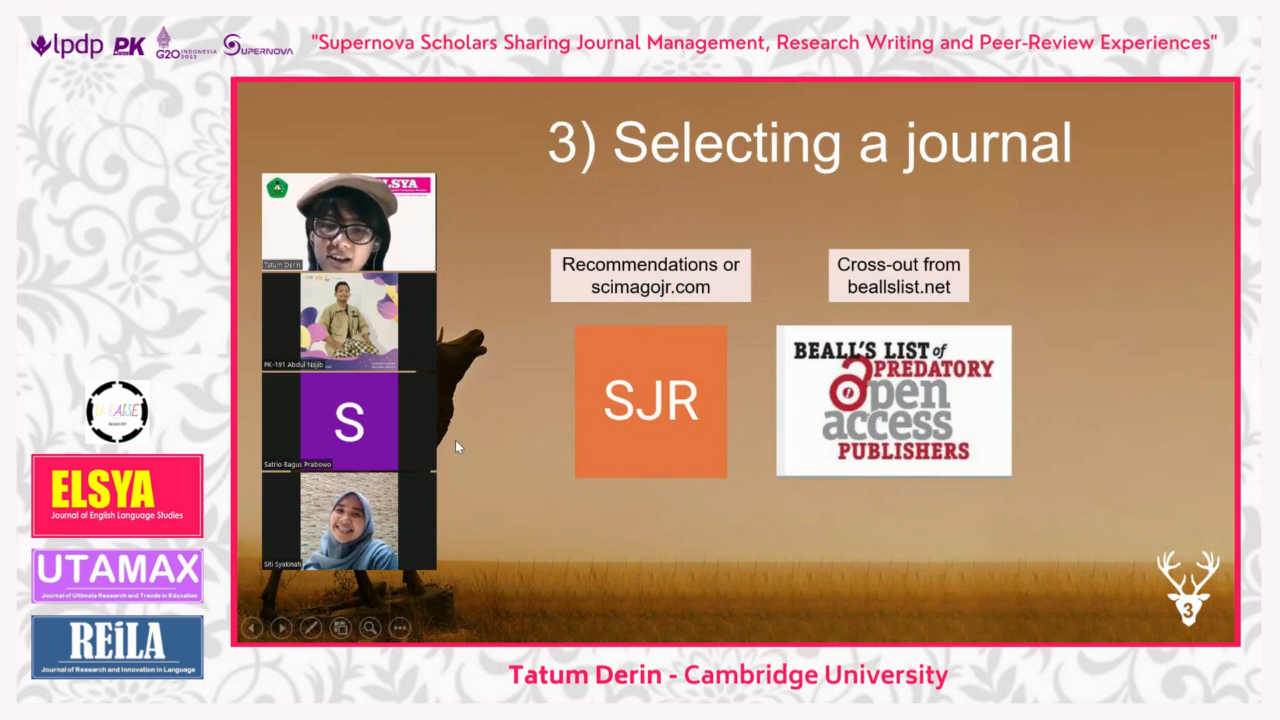 lpdp
PK
G20 INDONESIA 2022
SUPERNOVA
"Supernova Scholars Sharing Journal Management, Research Writing and Peer-Review Experiences"
3) Selecting a journal
LSYA
Tatum Derin
PK-191 Abdul Najib
S
Satrio Bagus Prabowo
Siti Syakinah
Recommendations or
scimagojr.com
Cross-out from
beallslist.net
SJR
BEALL'S LIST of
PREDATORY
open
access
PUBLISHERS
3
U-RAISE
ELSYA
Journal of English Language Studies
UTAMAX
Journal of Ultimate Research and Trends in Education
REiLA
Journal of Research and Innovation in Language
Tatum Derin - Cambridge University